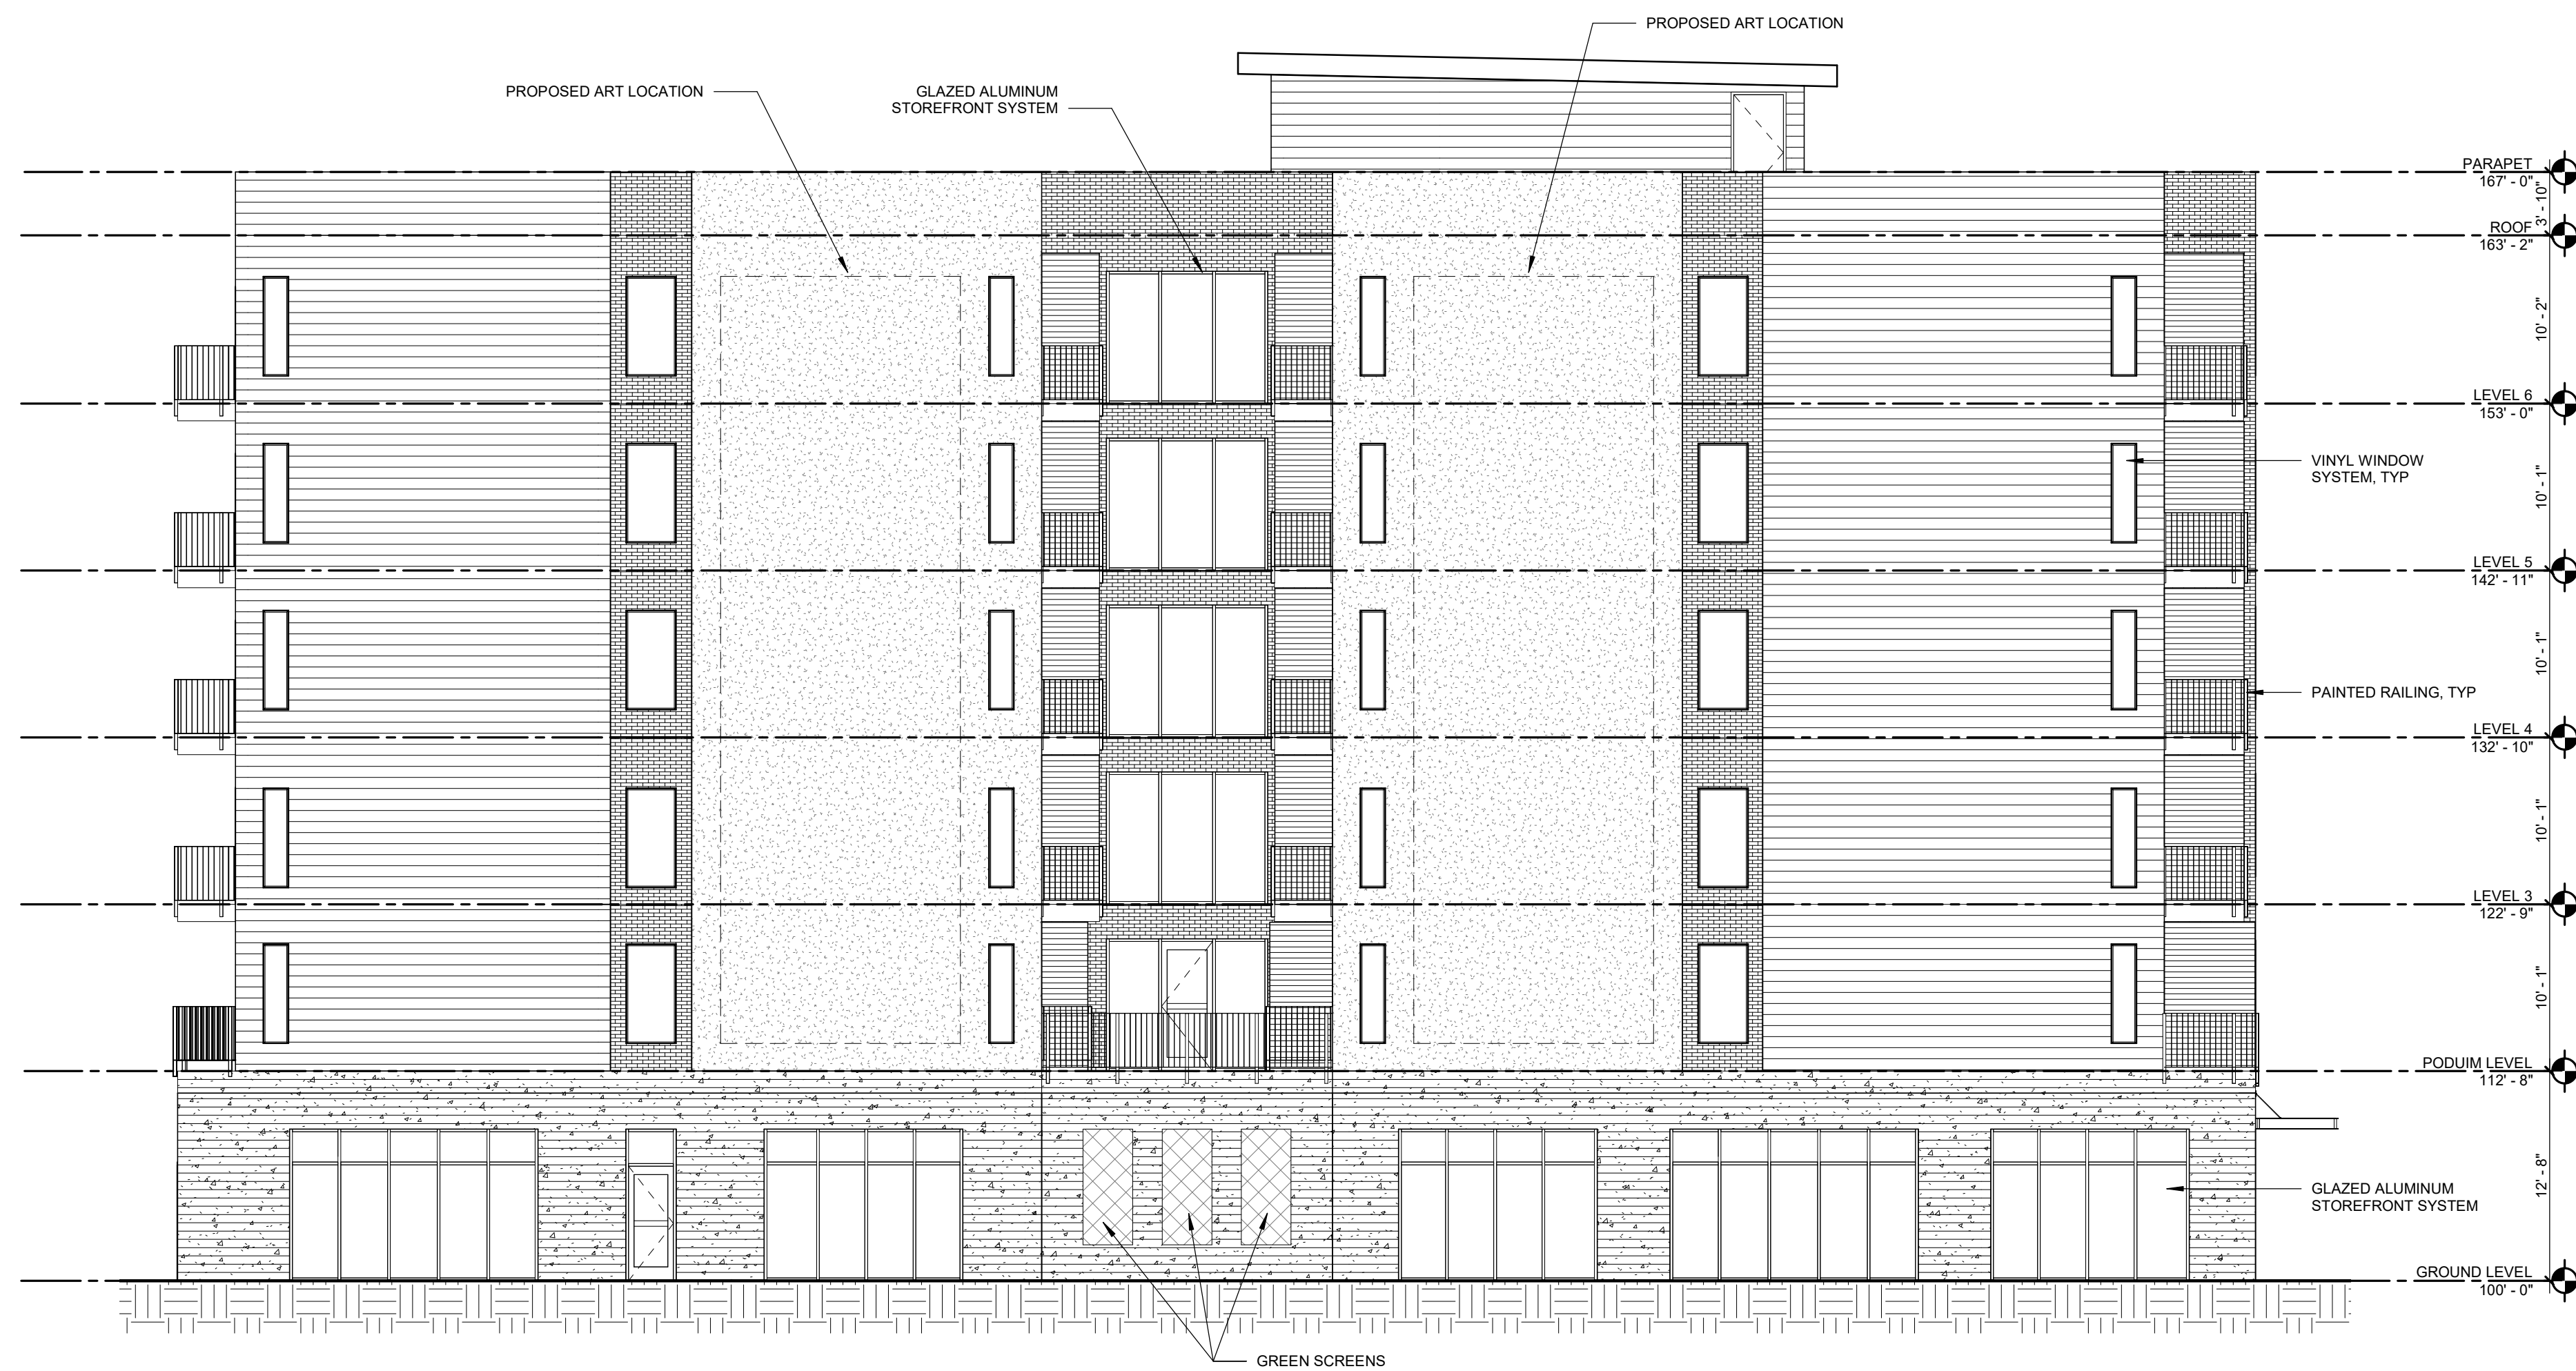 PROPOSED ART LOCATION
PROPOSED ART LOCATION
GLAZED ALUMINUM
STOREFRONT SYSTEM
PARAPET
167' - 0"
3' - 10"
ROOF
163' - 2"
10' - 2"
LEVEL 6
153' - 0"
VINYL WINDOW
SYSTEM, TYP
10' - 1"
LEVEL 5
142' - 11"
10' - 1"
PAINTED RAILING, TYP
LEVEL 4
132' - 10"
10' - 1"
LEVEL 3
122' - 9"
10' - 1"
PODUIM LEVEL
112' - 8"
12' - 8"
GLAZED ALUMINUM
STOREFRONT SYSTEM
GROUND LEVEL
100' - 0"
GREEN SCREENS